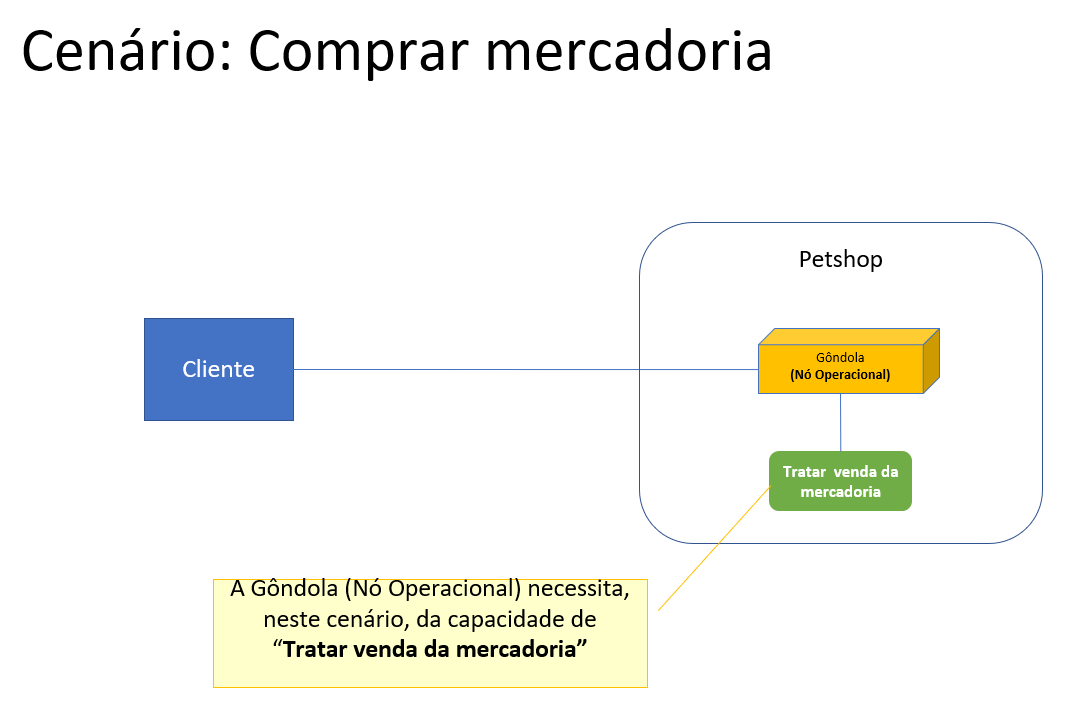 Cenário: Comprar mercadoria
Petshop
Cliente
Gôndola
(Nó Operacional)
Tratar venda da
mercadoria
A Gôndola (Nó Operacional) necessita,
neste cenário, da capacidade de
“Tratar venda da mercadoria”